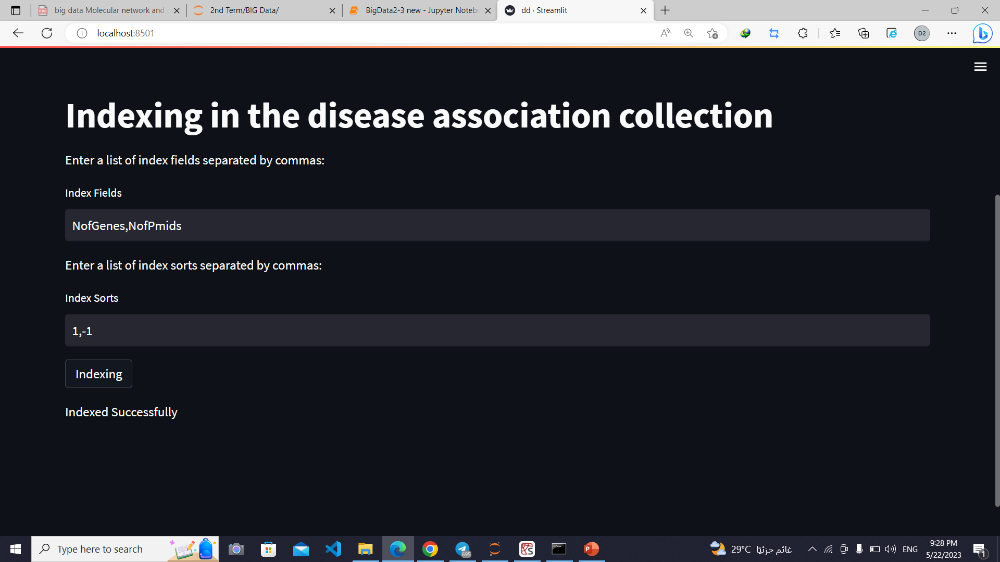 big data Molecular network and
2nd Term/BIG Data/
BigData2-3 new - Jupyter Notebo
dd · Streamlit
localhost:8501
D2
Indexing in the disease association collection
Enter a list of index fields separated by commas:
Index Fields
NofGenes,NofPmids
Enter a list of index sorts separated by commas:
Index Sorts
1,-1
Indexing
Indexed Successfully
Type here to search
695
29°C غائم جزئيًا
ENG
9:28 PM
5/22/2023
1